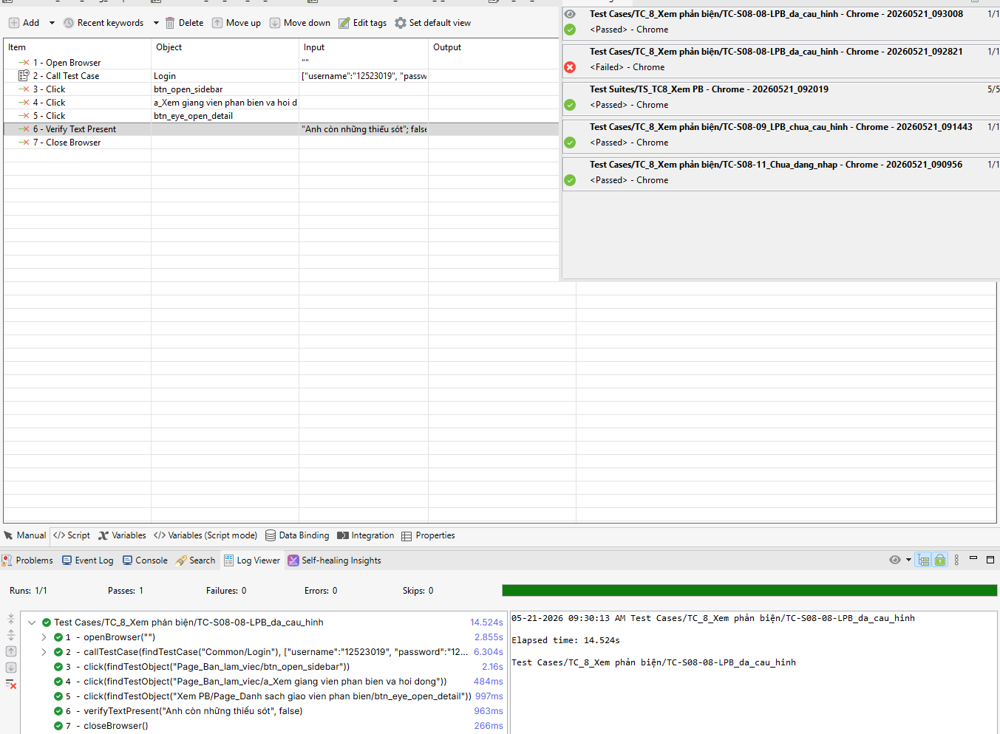 Add Recent keywords Delete Move up Move down Edit tags Set default view
Item Object Input Output
1 - Open Browser ""
2 - Call Test Case Login ["username":"12523019", "passw
3 - Click btn_open_sidebar
4 - Click a_Xem giang vien phan bien va hoi d
5 - Click btn_eye_open_detail
6 - Verify Text Present "Anh còn những thiếu sót"; false
7 - Close Browser
Test Cases/TC_8_Xem phản biện/TC-S08-08-LPB_da_cau_hinh - Chrome - 20260521_093008 1/1
<Passed> - Chrome
Test Cases/TC_8_Xem phản biện/TC-S08-08-LPB_da_cau_hinh - Chrome - 20260521_092821 1/1
<Failed> - Chrome
Test Suites/TS_TC8_Xem PB - Chrome - 20260521_092019 5/5
<Passed> - Chrome
Test Cases/TC_8_Xem phản biện/TC-S08-09_LPB_chua_cau_hinh - Chrome - 20260521_091443 1/1
<Passed> - Chrome
Test Cases/TC_8_Xem phản biện/TC-S08-11_Chua_dang_nhap - Chrome - 20260521_090956 1/1
<Passed> - Chrome
Manual </> Script Variables </> Variables (Script mode) Data Binding Integration Properties
Problems Event Log Console Search Log Viewer Self-healing Insights
Runs: 1/1 Passes: 1 Failures: 0 Errors: 0 Skips: 0
Test Cases/TC_8_Xem phản biện/TC-S08-08-LPB_da_cau_hinh 14.524s
1 - openBrowser("") 2.855s
2 - callTestCase(findTestCase("Common/Login"), ["username":"12523019", "password":"12... 6.304s
3 - click(findTestObject("Page_Ban_lam_viec/btn_open_sidebar")) 2.16s
4 - click(findTestObject("Page_Ban_lam_viec/a_Xem giang vien phan bien va hoi dong")) 484ms
5 - click(findTestObject("Xem PB/Page_Danh sach giao vien phan bien/btn_eye_open_detail")) 997ms
6 - verifyTextPresent("Anh còn những thiếu sót", false) 963ms
7 - closeBrowser() 266ms
05-21-2026 09:30:13 AM Test Cases/TC_8_Xem phản biện/TC-S08-08-LPB_da_cau_hinh
Elapsed time: 14.524s
Test Cases/TC_8_Xem phản biện/TC-S08-08-LPB_da_cau_hinh